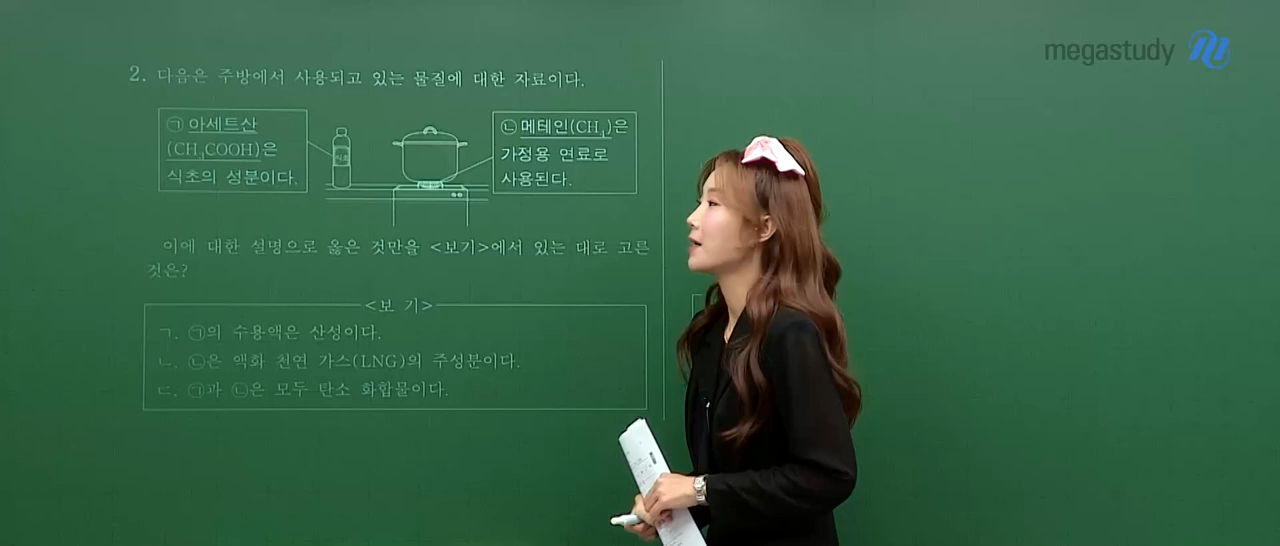 megastudy
2. 다음은 주방에서 사용되고 있는 물질에 대한 자료이다.
㉠ 아세트산
(CH₃COOH)은
식초의 성분이다.
식초
㉡ 메테인(CH₄)은
가정용 연료로
사용된다.
이에 대한 설명으로 옳은 것만을 <보기>에서 있는 대로 고른
것은?
<보 기>
ㄱ. ㉠의 수용액은 산성이다.
ㄴ. ㉡은 액화 천연 가스(LNG)의 주성분이다.
ㄷ. ㉠과 ㉡은 모두 탄소 화합물이다.